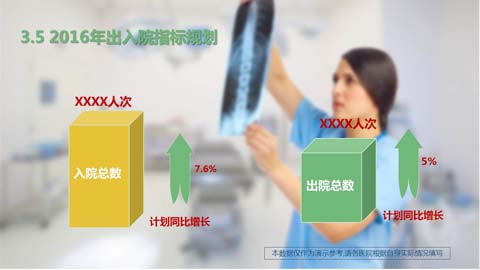 3.5 2016年出入院指标规划
XXXX人次
入院总数
7.6%
计划同比增长
XXXX人次
出院总数
5%
计划同比增长
本数据仅作为演示参考,请各医院根据自身实际情况填写